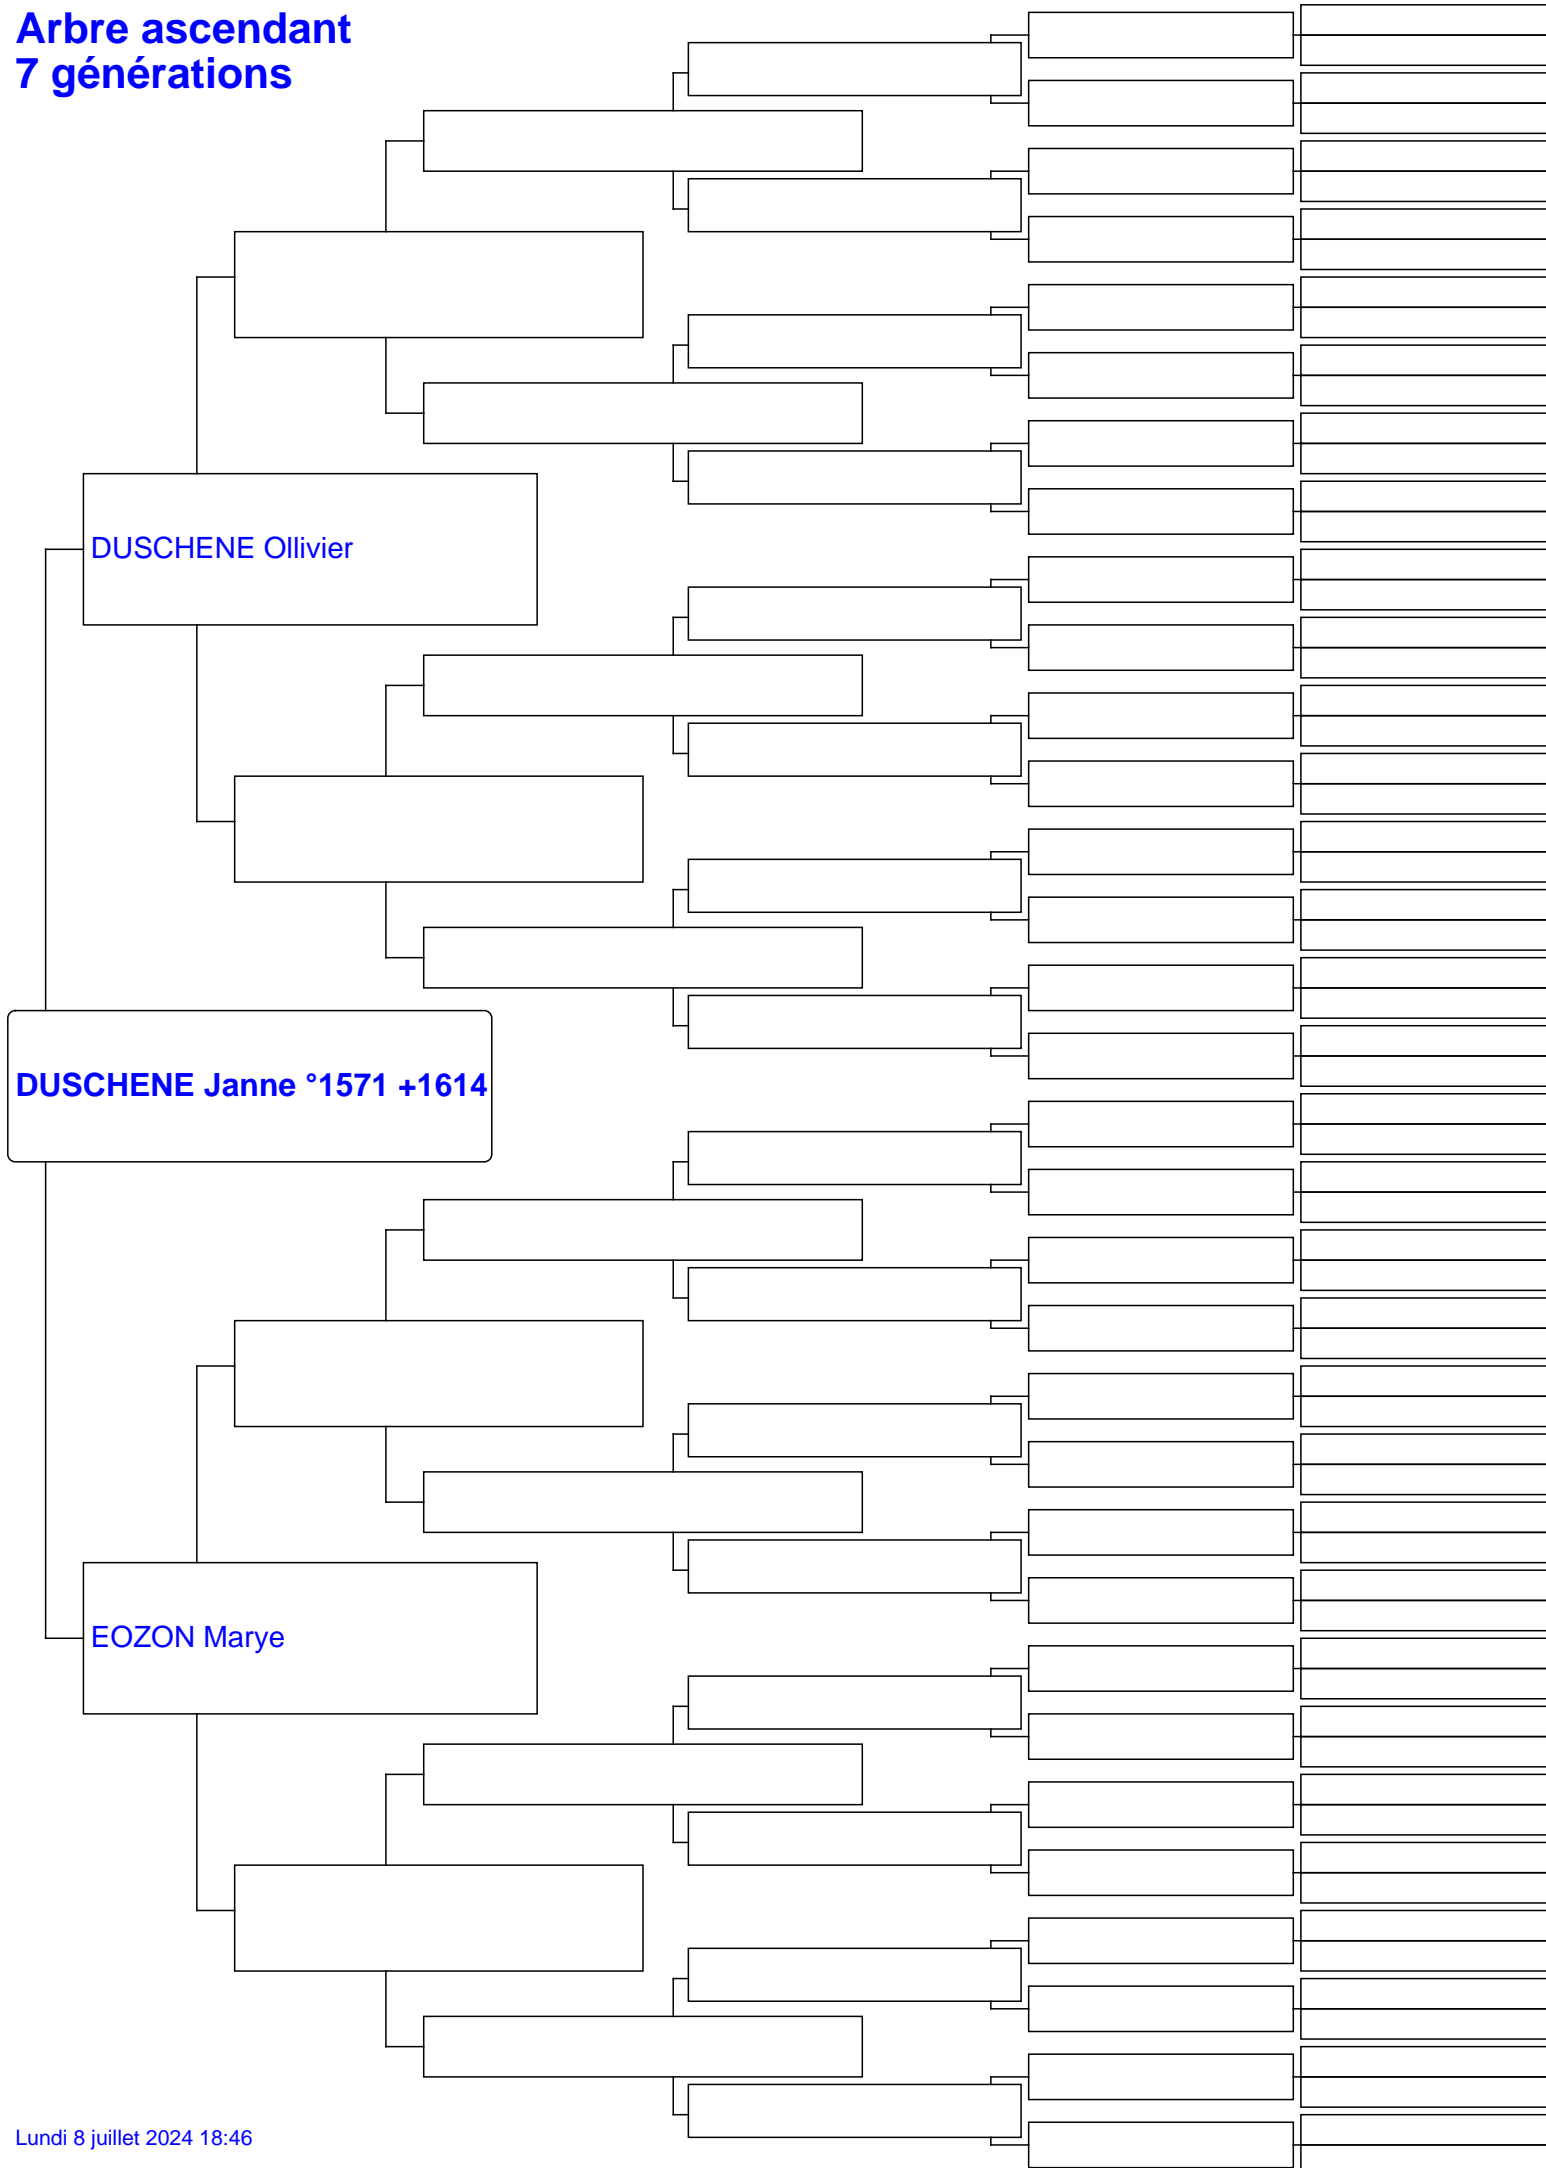 Arbre ascendant
7 générations
DUSCHENE Ollivier
DUSCHENE Janne °1571 +1614
EOZON Marye
Lundi 8 juillet 2024 18:46